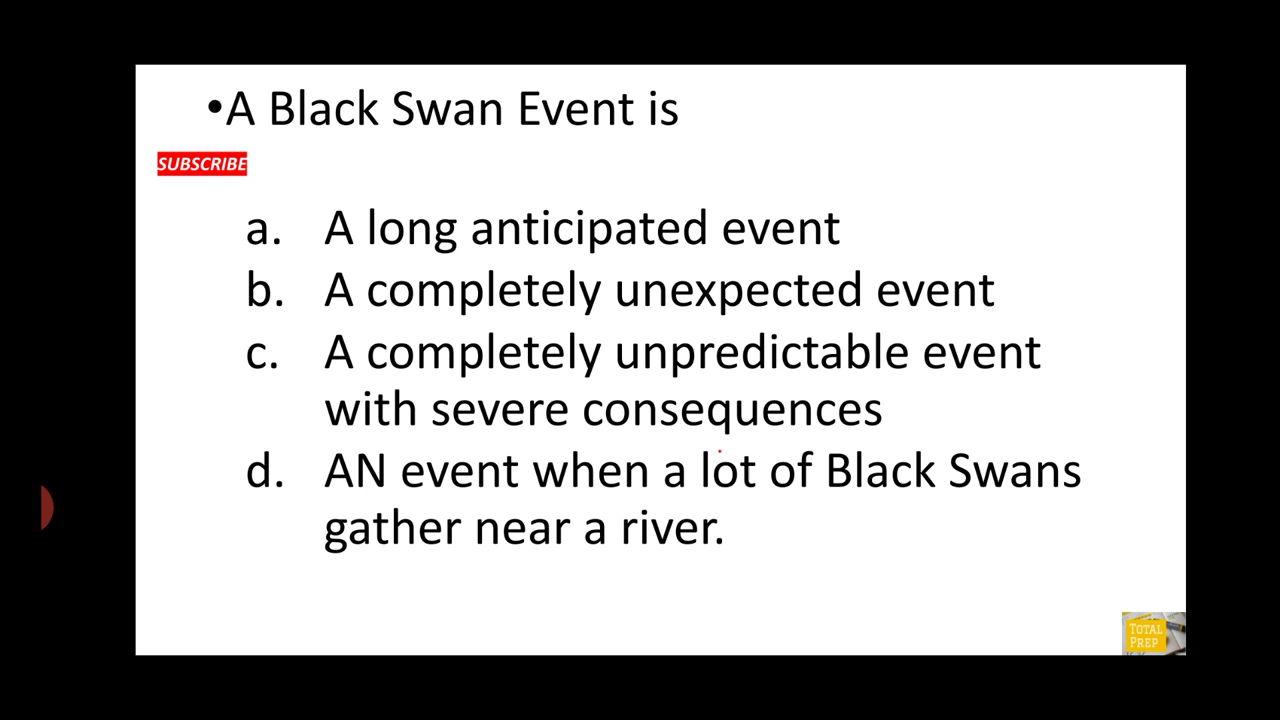 •A Black Swan Event is
SUBSCRIBE
a. A long anticipated event
b. A completely unexpected event
c. A completely unpredictable event
with severe consequences
d. AN event when a lot of Black Swans
gather near a river.
TOTAL
PREP